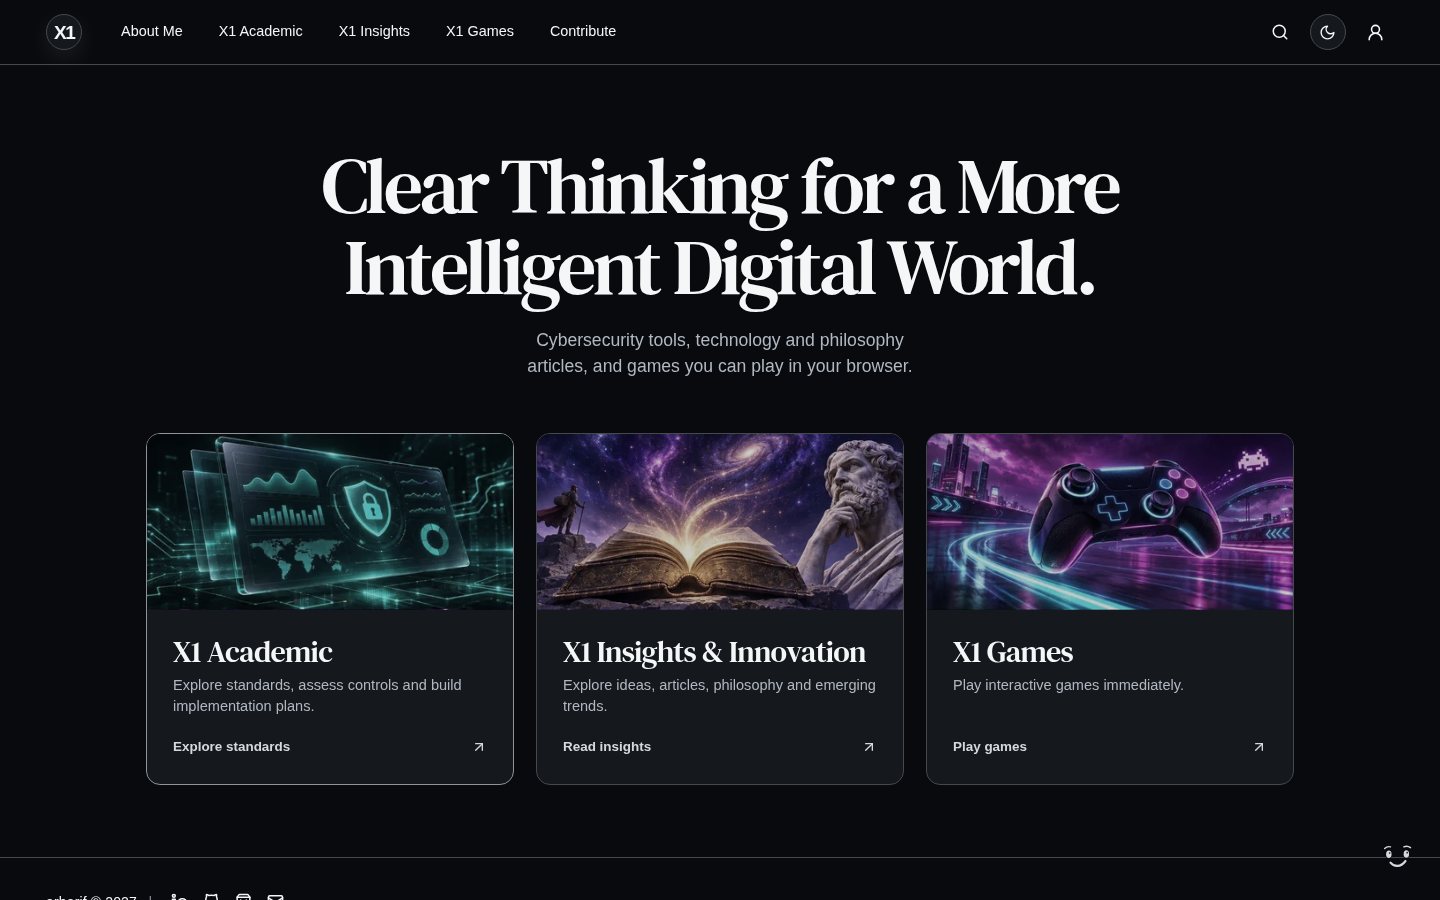 X1
About Me
X1 Academic
X1 Insights
X1 Games
Contribute
Clear Thinking for a More
Intelligent Digital World.
Cybersecurity tools, technology and philosophy
articles, and games you can play in your browser.
X1 Academic
Explore standards, assess controls and build
implementation plans.
Explore standards
X1 Insights & Innovation
Explore ideas, articles, philosophy and emerging
trends.
Read insights
X1 Games
Play interactive games immediately.
Play games